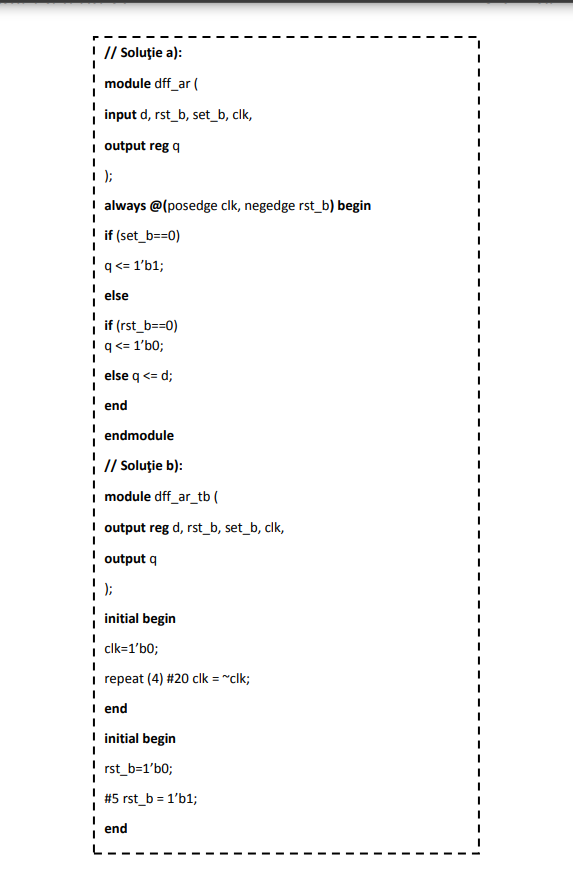 // Soluţie a):
module dff_ar (
input d, rst_b, set_b, clk,
output reg q
);
always @(posedge clk, negedge rst_b) begin
if (set_b==0)
q <= 1’b1;
else
if (rst_b==0)
q <= 1’b0;
else q <= d;
end
endmodule
// Soluţie b):
module dff_ar_tb (
output reg d, rst_b, set_b, clk,
output q
);
initial begin
clk=1’b0;
repeat (4) #20 clk = ~clk;
end
initial begin
rst_b=1’b0;
#5 rst_b = 1’b1;
end